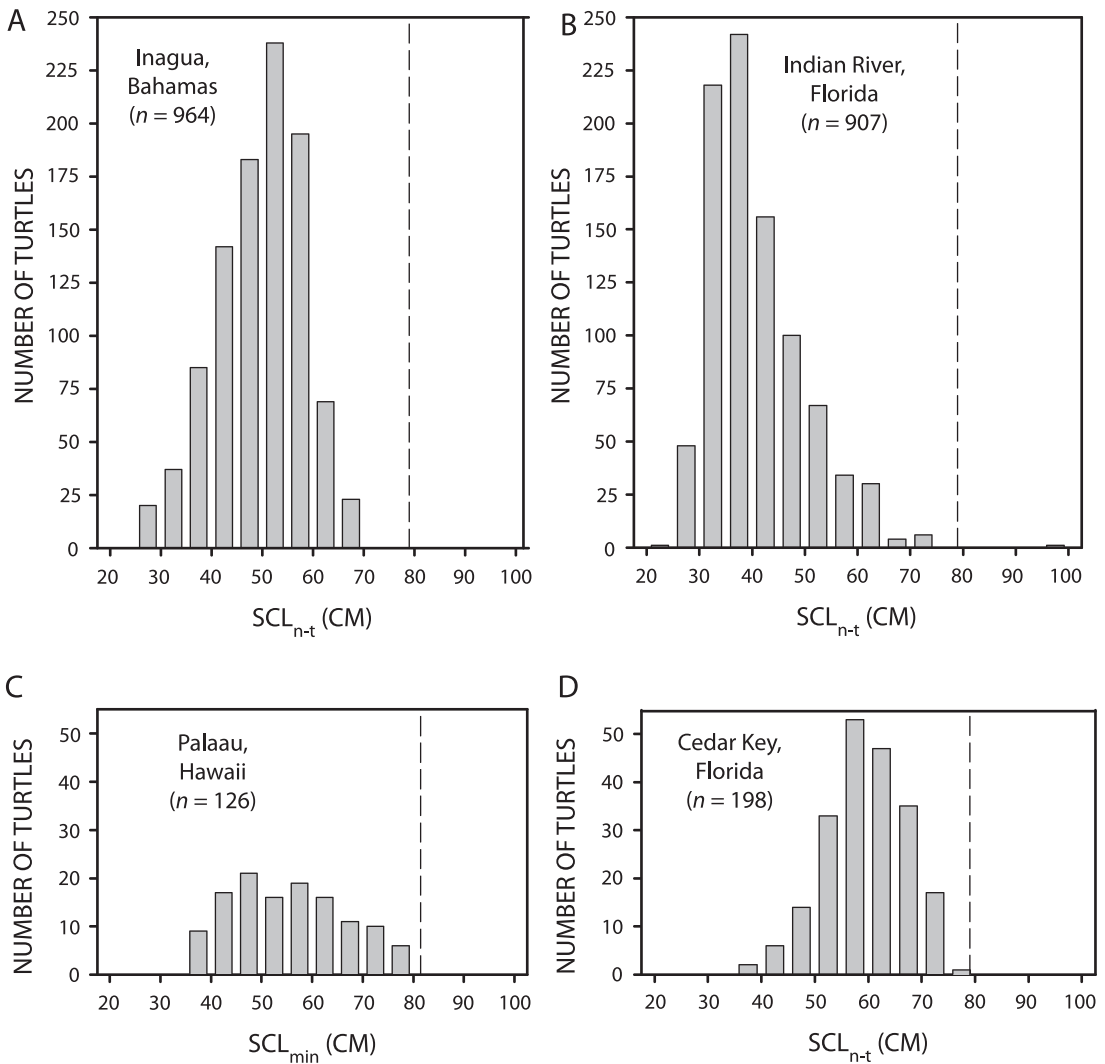 A
NUMBER OF TURTLES
250
225
200
175
150
125
100
75
50
25
0
Inagua,
Bahamas
(n = 964)
20 30 40 50 60 70 80 90 100
SCLn-t (CM)
B
NUMBER OF TURTLES
250
225
200
175
150
125
100
75
50
25
0
Indian River,
Florida
(n = 907)
20 30 40 50 60 70 80 90 100
SCLn-t (CM)
C
NUMBER OF TURTLES
50
40
30
20
10
0
Palaau,
Hawaii
(n = 126)
20 30 40 50 60 70 80 90 100
SCLmin (CM)
D
NUMBER OF TURTLES
50
40
30
20
10
0
Cedar Key,
Florida
(n = 198)
20 30 40 50 60 70 80 90 100
SCLn-t (CM)